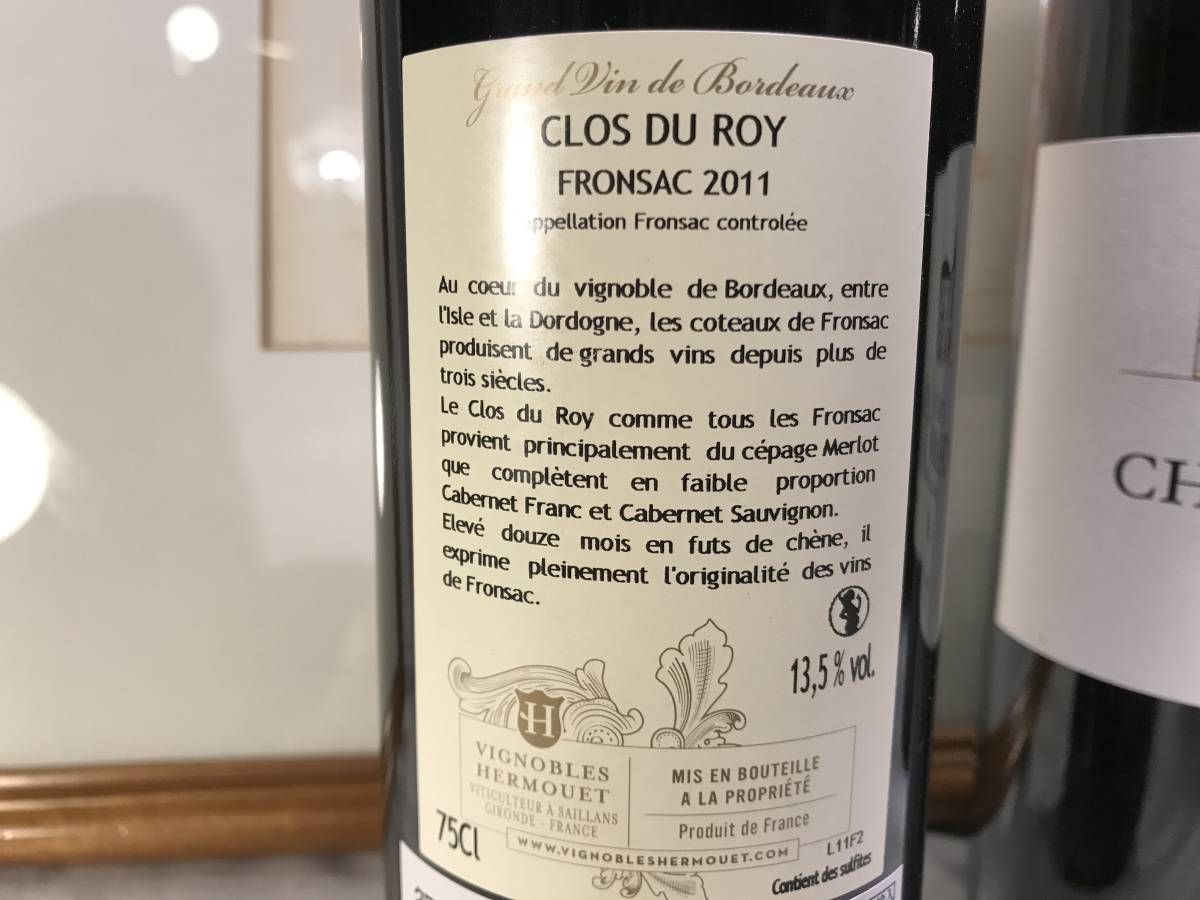 Grand Vin de Bordeaux
CLOS DU ROY
FRONSAC 2011
ppellation Fronsac controlée
Au coeur du vignoble de Bordeaux, entre
l'Isle et la Dordogne, les coteaux de Fronsac
produisent de grands vins depuis plus de
trois siècles.
Le Clos du Roy comme tous les Fronsac
provient principalement du cépage Merlot
que complètent en faible proportion
Cabernet Franc et Cabernet Sauvignon.
Elevé douze mois en futs de chène, il
exprime pleinement l'originalité des vins
de Fronsac.
13,5 % vol.
H
VIGNOBLES
HERMOUET
VITICULTEUR À SAILLANS
GIRONDE - FRANCE
MIS EN BOUTEILLE
A LA PROPRIÉTÉ
Produit de France
75Cl
WWW.VIGNOBLESHERMOUET.COM
L11F2
Contient des sulfites
CH